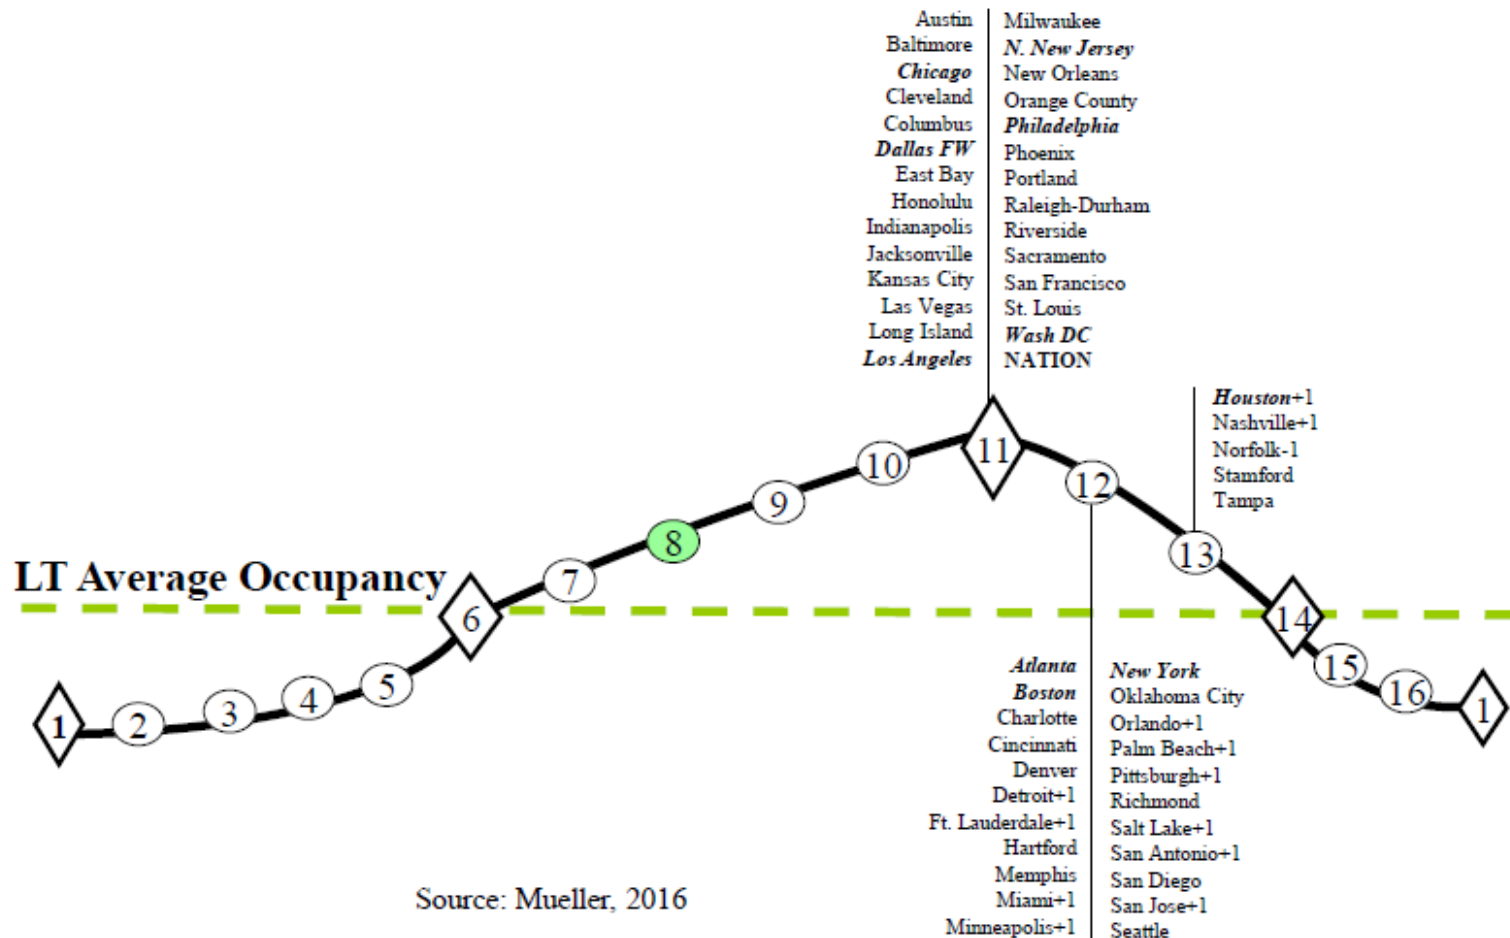 Austin
Baltimore
Chicago
Cleveland
Columbus
Dallas FW
East Bay
Honolulu
Indianapolis
Jacksonville
Kansas City
Las Vegas
Long Island
Los Angeles
Milwaukee
N. New Jersey
New Orleans
Orange County
Philadelphia
Phoenix
Portland
Raleigh-Durham
Riverside
Sacramento
San Francisco
St. Louis
Wash DC
NATION
Houston+1
Nashville+1
Norfolk-1
Stamford
Tampa
LT Average Occupancy
1
2
3
4
5
6
7
8
9
10
11
12
13
14
15
16
1
Atlanta
Boston
Charlotte
Cincinnati
Denver
Detroit+1
Ft. Lauderdale+1
Hartford
Memphis
Miami+1
Minneapolis+1
New York
Oklahoma City
Orlando+1
Palm Beach+1
Pittsburgh+1
Richmond
Salt Lake+1
San Antonio+1
San Diego
San Jose+1
Seattle
Source: Mueller, 2016